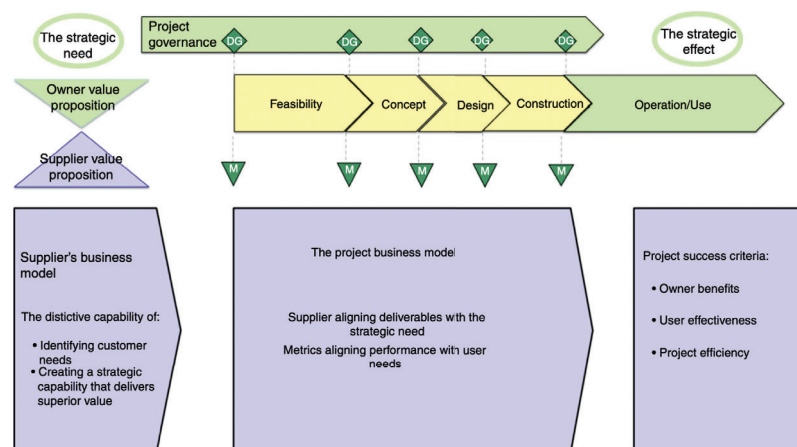 The strategic
need
Project
governance
DG
DG
DG
DG
DG
The strategic
effect
Owner value
proposition
Feasibility
Concept
Design
Construction
Operation/Use
Supplier value
proposition
M
M
M
M
M
Supplier's business
model
The distictive capability of:
• Identifying customer
needs
• Creating a strategic
capability that delivers
superior value
The project business model
Supplier aligning deliverables with the
strategic need
Metrics aligning performance with user
needs
Project success criteria:
• Owner benefits
• User effectiveness
• Project efficiency